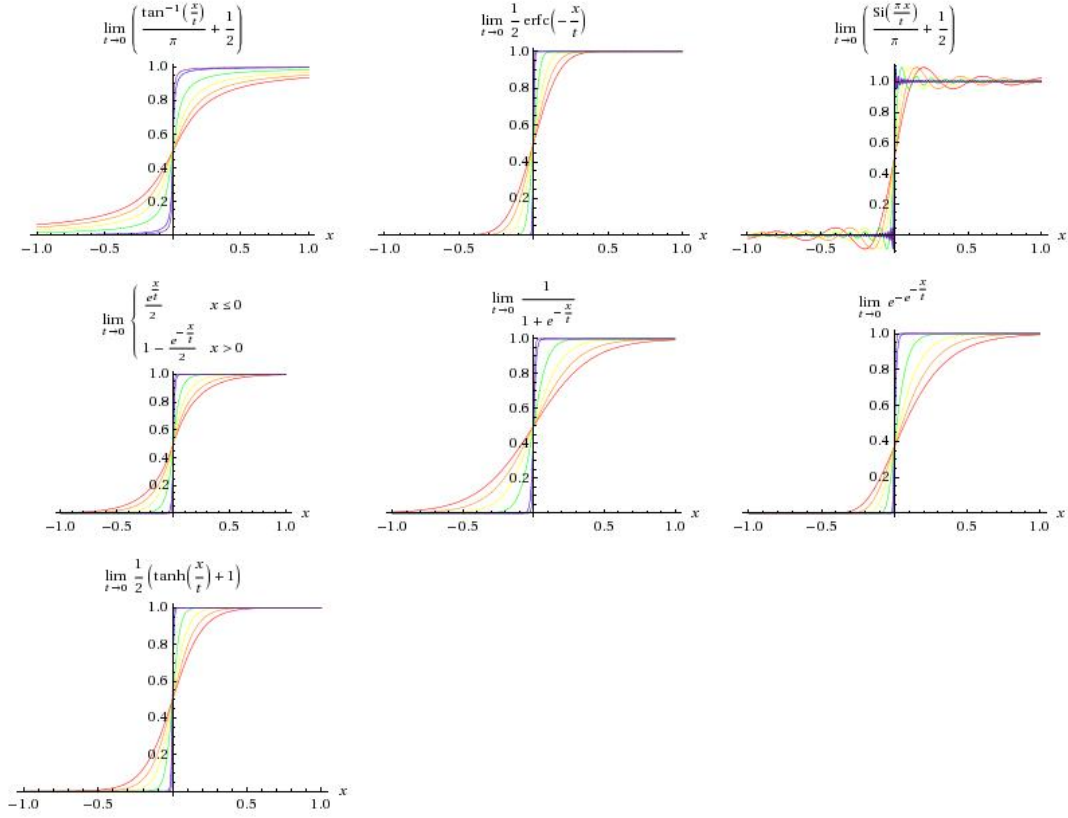 lim t→0 ( tan⁻¹(x/t)/π + 1/2 )
1.0
0.8
0.6
0.4
0.2
−1.0 −0.5 0.5 1.0 x
lim t→0 1/2 erfc(−x/t)
1.0
0.8
0.6
0.4
0.2
−1.0 −0.5 0.5 1.0 x
lim t→0 ( Si(πx/t)/π + 1/2 )
1.0
0.8
0.6
0.4
0.2
−1.0 −0.5 0.5 1.0 x
lim t→0 { e^(x/t)/2 x ≤ 0
1 − e^(−x/t)/2 x > 0
1.0
0.8
0.6
0.4
0.2
−1.0 −0.5 0.5 1.0 x
lim t→0 1/(1 + e^(−x/t))
1.0
0.8
0.6
0.4
0.2
−1.0 −0.5 0.5 1.0 x
lim t→0 e^(−e^(−x/t))
1.0
0.8
0.6
0.4
0.2
−1.0 −0.5 0.5 1.0 x
lim t→0 1/2 (tanh(x/t) + 1)
1.0
0.8
0.6
0.4
0.2
−1.0 −0.5 0.5 1.0 x